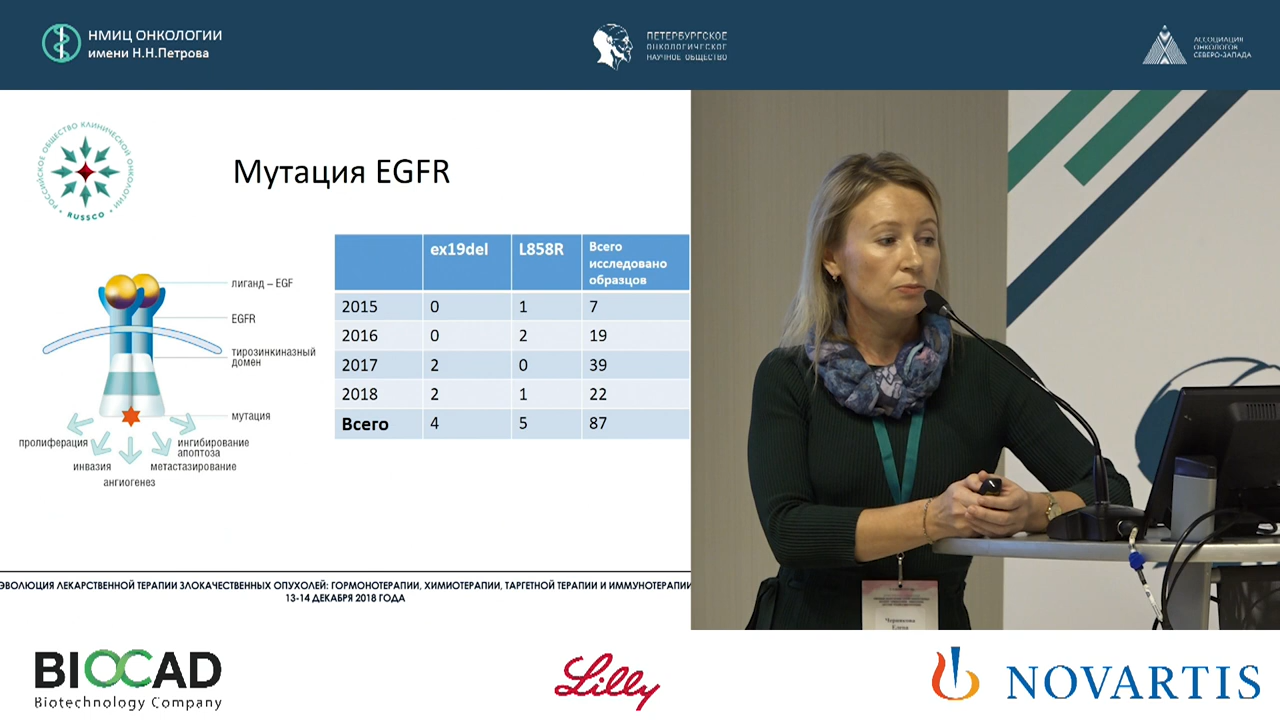 НМИЦ ОНКОЛОГИИ
имени Н.Н.Петрова
ПЕТЕРБУРГСКОЕ
ОНКОЛОГИЧЕСКОЕ
НАУЧНОЕ ОБЩЕСТВО
АССОЦИАЦИЯ
ОНКОЛОГОВ
СЕВЕРО-ЗАПАДА
РОССИЙСКОЕ ОБЩЕСТВО КЛИНИЧЕСКОЙ ОНКОЛОГИИ
RUSSCO
Мутация EGFR
лиганд – EGF
EGFR
тирозинкиназный
домен
мутация
пролиферация
ингибирование
апоптоза
инвазия
метастазирование
ангиогенез
ex19del L858R Всего
исследовано
образцов
2015 0 1 7
2016 0 2 19
2017 2 0 39
2018 2 1 22
Всего 4 5 87
ЭВОЛЮЦИЯ ЛЕКАРСТВЕННОЙ ТЕРАПИИ ЗЛОКАЧЕСТВЕННЫХ ОПУХОЛЕЙ: ГОРМОНОТЕРАПИИ, ХИМИОТЕРАПИИ, ТАРГЕТНОЙ ТЕРАПИИ И ИММУНОТЕРАПИИ
13-14 ДЕКАБРЯ 2018 ГОДА
Елена
BIOCAD
Biotechnology Company
Lilly
NOVARTIS